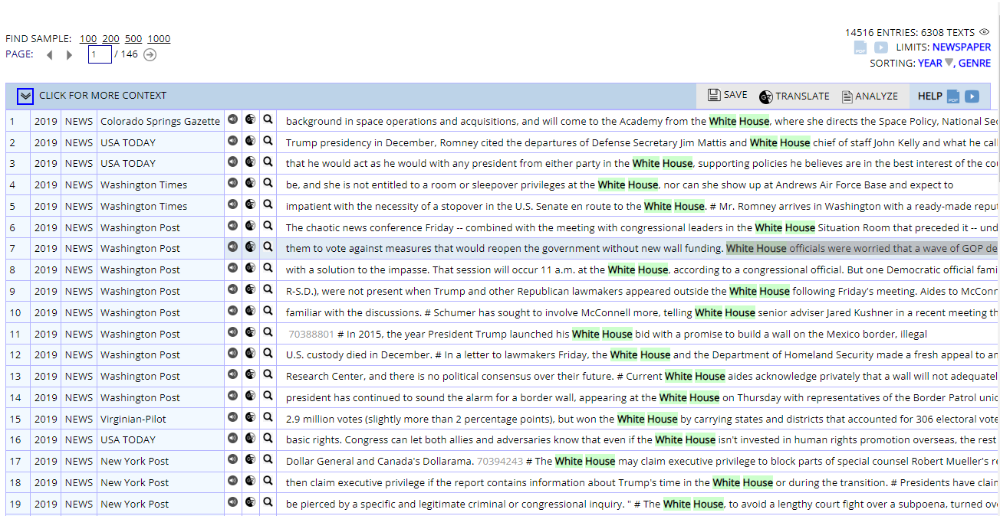 14516 ENTRIES: 6308 TEXTS
FIND SAMPLE: 100 200 500 1000
PDF LIMITS: NEWSPAPER
PAGE: 1 / 146
SORTING: YEAR , GENRE
CLICK FOR MORE CONTEXT SAVE TRANSLATE ANALYZE HELP PDF
1 2019 NEWS Colorado Springs Gazette background in space operations and acquisitions, and will come to the Academy from the White House, where she directs the Space Policy, National Sec
2 2019 NEWS USA TODAY Trump presidency in December, Romney cited the departures of Defense Secretary Jim Mattis and White House chief of staff John Kelly and what he cal
3 2019 NEWS USA TODAY that he would act as he would with any president from either party in the White House, supporting policies he believes are in the best interest of the cou
4 2019 NEWS Washington Times be, and she is not entitled to a room or sleepover privileges at the White House, nor can she show up at Andrews Air Force Base and expect to
5 2019 NEWS Washington Times impatient with the necessity of a stopover in the U.S. Senate en route to the White House. # Mr. Romney arrives in Washington with a ready-made repu
6 2019 NEWS Washington Post The chaotic news conference Friday -- combined with the meeting with congressional leaders in the White House Situation Room that preceded it -- und
7 2019 NEWS Washington Post them to vote against measures that would reopen the government without new wall funding. White House officials were worried that a wave of GOP de
8 2019 NEWS Washington Post with a solution to the impasse. That session will occur 11 a.m. at the White House, according to a congressional official. But one Democratic official fami
9 2019 NEWS Washington Post R-S.D.), were not present when Trump and other Republican lawmakers appeared outside the White House following Friday's meeting. Aides to McConn
10 2019 NEWS Washington Post familiar with the discussions. # Schumer has sought to involve McConnell more, telling White House senior adviser Jared Kushner in a recent meeting th
11 2019 NEWS Washington Post 70388801 # In 2015, the year President Trump launched his White House bid with a promise to build a wall on the Mexico border, illegal
12 2019 NEWS Washington Post U.S. custody died in December. # In a letter to lawmakers Friday, the White House and the Department of Homeland Security made a fresh appeal to an
13 2019 NEWS Washington Post Research Center, and there is no political consensus over their future. # Current White House aides acknowledge privately that a wall will not adequatel
14 2019 NEWS Washington Post president has continued to sound the alarm for a border wall, appearing at the White House on Thursday with representatives of the Border Patrol unio
15 2019 NEWS Virginian-Pilot 2.9 million votes (slightly more than 2 percentage points), but won the White House by carrying states and districts that accounted for 306 electoral vote
16 2019 NEWS USA TODAY basic rights. Congress can let both allies and adversaries know that even if the White House isn't invested in human rights promotion overseas, the rest
17 2019 NEWS New York Post Dollar General and Canada's Dollarama. 70394243 # The White House may claim executive privilege to block parts of special counsel Robert Mueller's re
18 2019 NEWS New York Post then claim executive privilege if the report contains information about Trump's time in the White House or during the transition. # Presidents have clain
19 2019 NEWS New York Post be pierced by a specific and legitimate criminal or congressional inquiry. " # The White House, to avoid a lengthy court fight over a subpoena, turned ov